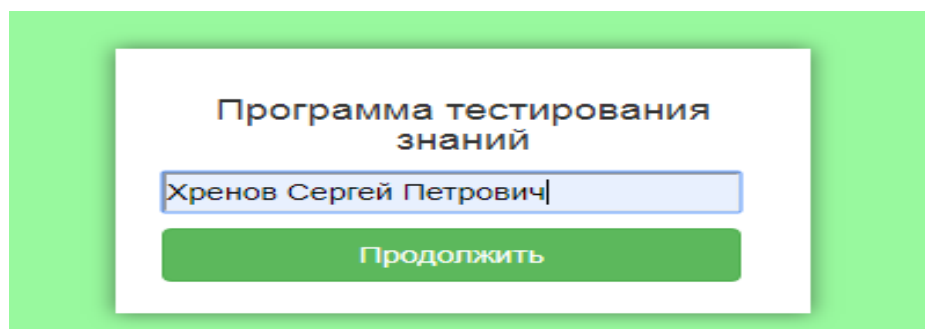 Программа тестирования
знаний
Хренов Сергей Петрович
Продолжить